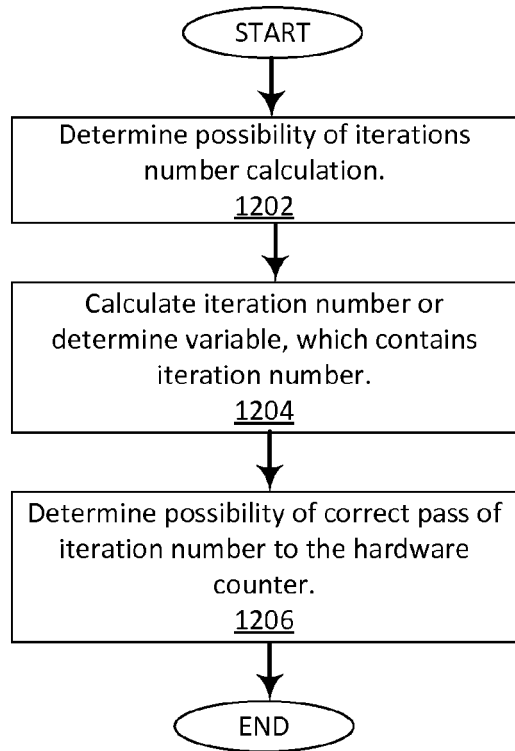 START
Determine possibility of iterations
number calculation.
1202
Calculate iteration number or
determine variable, which contains
iteration number.
1204
Determine possibility of correct pass of
iteration number to the hardware
counter.
1206
END